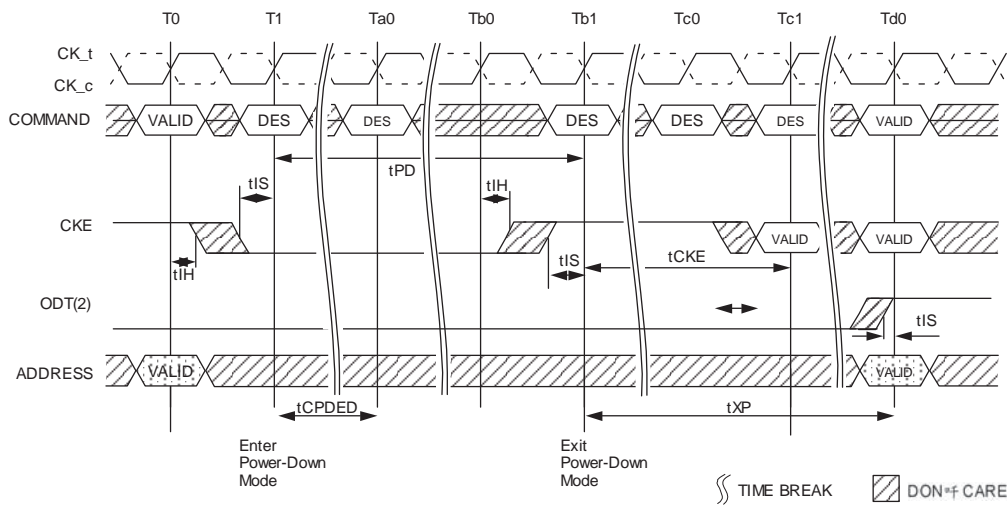 T0 T1 Ta0 Tb0 Tb1 Tc0 Tc1 Td0
CK_t
CK_c
COMMAND VALID DES DES DES DES DES VALID
tPD
tIS tIH
CKE VALID VALID
tIH tIS tCKE
ODT(2)
tIS
ADDRESS VALID VALID
tCPDED tXP
Enter
Power-Down
Mode
Exit
Power-Down
Mode
TIME BREAK
CARE